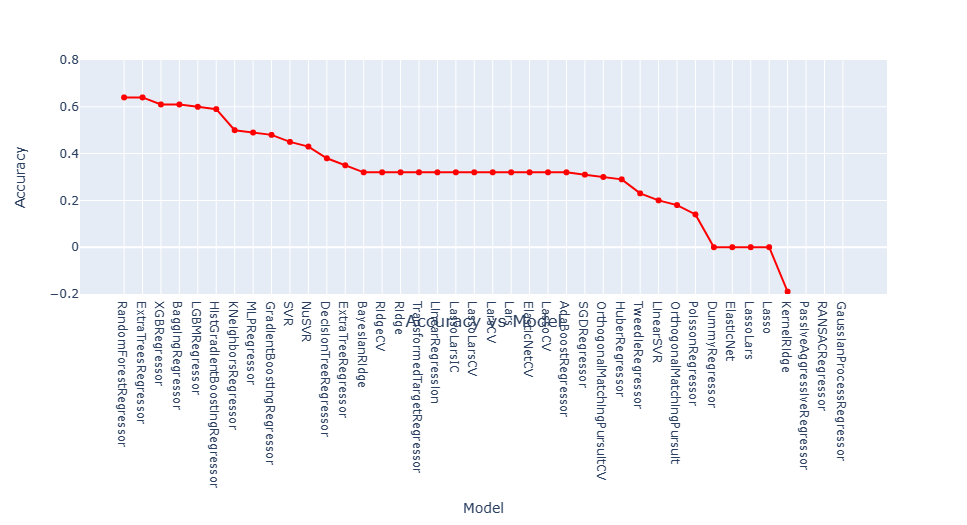 0.8
0.6
0.4
0.2
0
−0.2
Accuracy
RandomForestRegressor
ExtraTreesRegressor
XGBRegressor
BaggingRegressor
LGBMRegressor
HistGradientBoostingRegressor
KNeighborsRegressor
MLPRegressor
GradientBoostingRegressor
SVR
NuSVR
DecisionTreeRegressor
ExtraTreeRegressor
BayesianRidge
RidgeCV
Ridge
TransformedTargetRegressor
LinearRegression
LassoLarsIC
LassoLarsCV
LarsCV
Lars
ElasticNetCV
LassoCV
AdaBoostRegressor
SGDRegressor
OrthogonalMatchingPursuitCV
HuberRegressor
TweedieRegressor
LinearSVR
OrthogonalMatchingPursuit
PoissonRegressor
DummyRegressor
ElasticNet
LassoLars
Lasso
KernelRidge
PassiveAggressiveRegressor
RANSACRegressor
GaussianProcessRegressor
Accuracy vs Model
Model